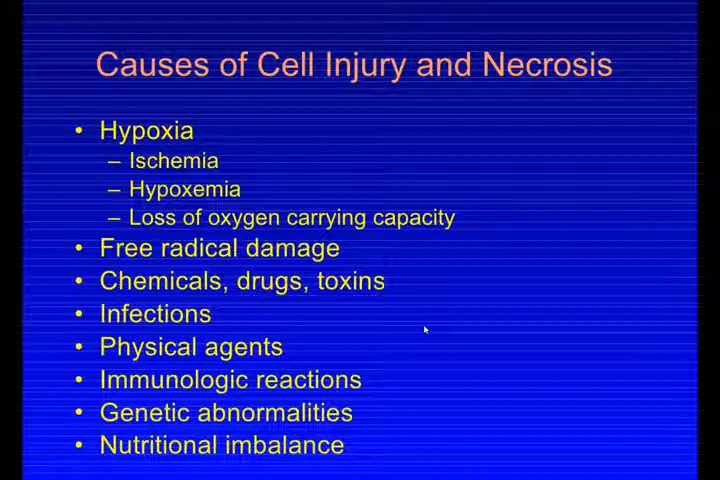 Causes of Cell Injury and Necrosis
• Hypoxia
– Ischemia
– Hypoxemia
– Loss of oxygen carrying capacity
• Free radical damage
• Chemicals, drugs, toxins
• Infections
• Physical agents
• Immunologic reactions
• Genetic abnormalities
• Nutritional imbalance